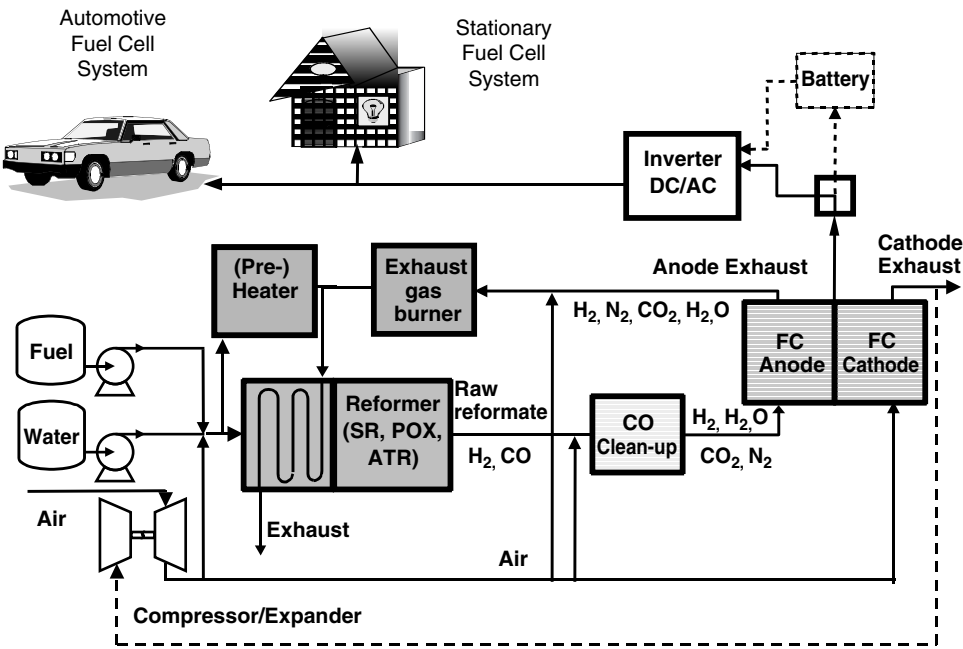 Automotive
Fuel Cell
System
Stationary
Fuel Cell
System
Battery
Inverter
DC/AC
Cathode
Exhaust
Anode Exhaust
(Pre-)
Heater
Exhaust
gas
burner
H₂, N₂, CO₂, H₂O
FC
Anode
FC
Cathode
Fuel
Water
Reformer
(SR, POX,
ATR)
Raw
reformate
H₂, CO
CO
Clean-up
H₂, H₂,O
CO₂, N₂
Air
Exhaust
Air
Compressor/Expander